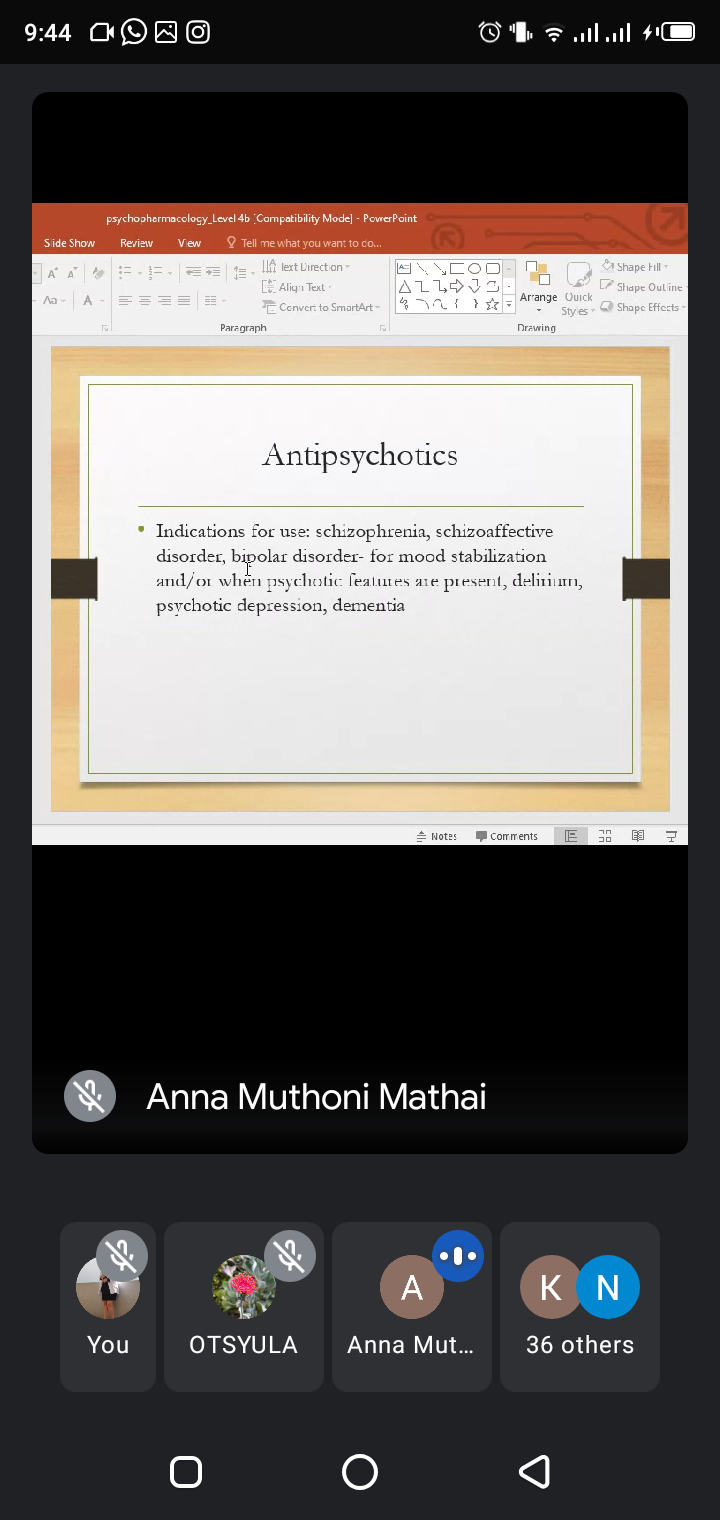 9:44
psychopharmacology_Level 4b [Compatibility Mode] - PowerPoint
Slide Show Review View Tell me what you want to do...
A A Text Direction Shape Fill
Aa A Align Text Arrange Quick Styles Shape Outline
Convert to SmartArt Shape Effects
Paragraph Drawing
Antipsychotics
• Indications for use: schizophrenia, schizoaffective
disorder, bipolar disorder- for mood stabilization
and/or when psychotic features are present, delirium,
psychotic depression, dementia
Notes Comments
Anna Muthoni Mathai
A K N
You OTSYULA Anna Mut... 36 others